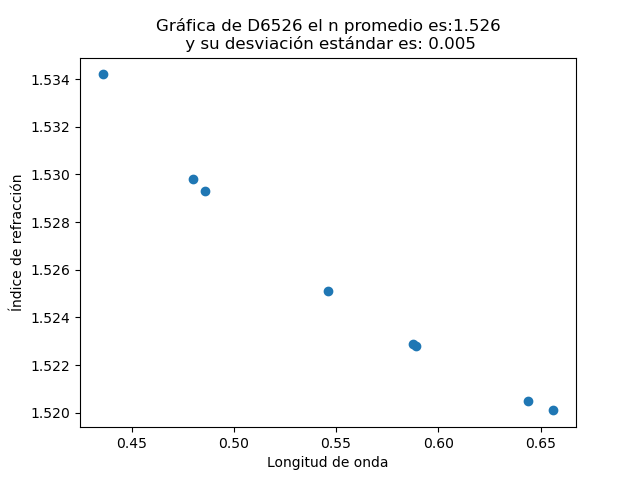 Gráfica de D6526 el n promedio es:1.526
y su desviación estándar es: 0.005
1.534
1.532
1.530
1.528
1.526
1.524
1.522
1.520
Índice de refracción
0.45 0.50 0.55 0.60 0.65
Longitud de onda